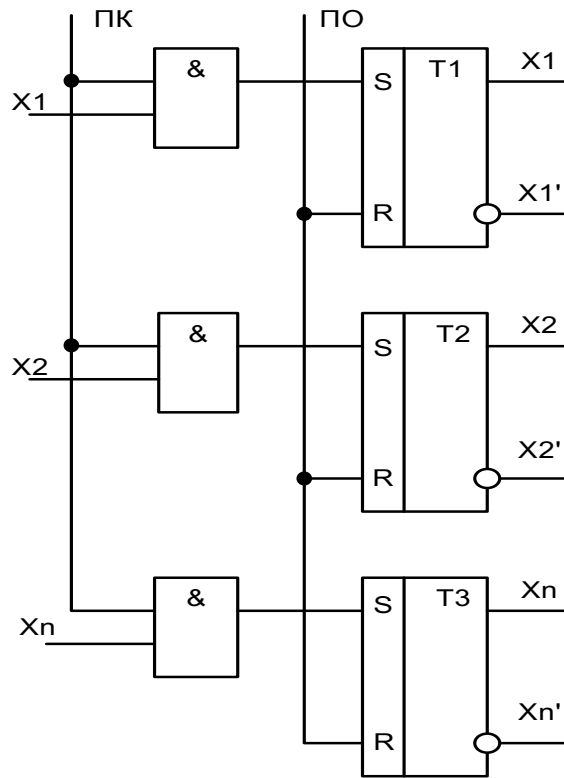 ПК ПО
& T1 X1
S
X1
X1'
R
& T2 X2
S
X2
X2'
R
& T3 Xn
S
Xn
Xn'
R